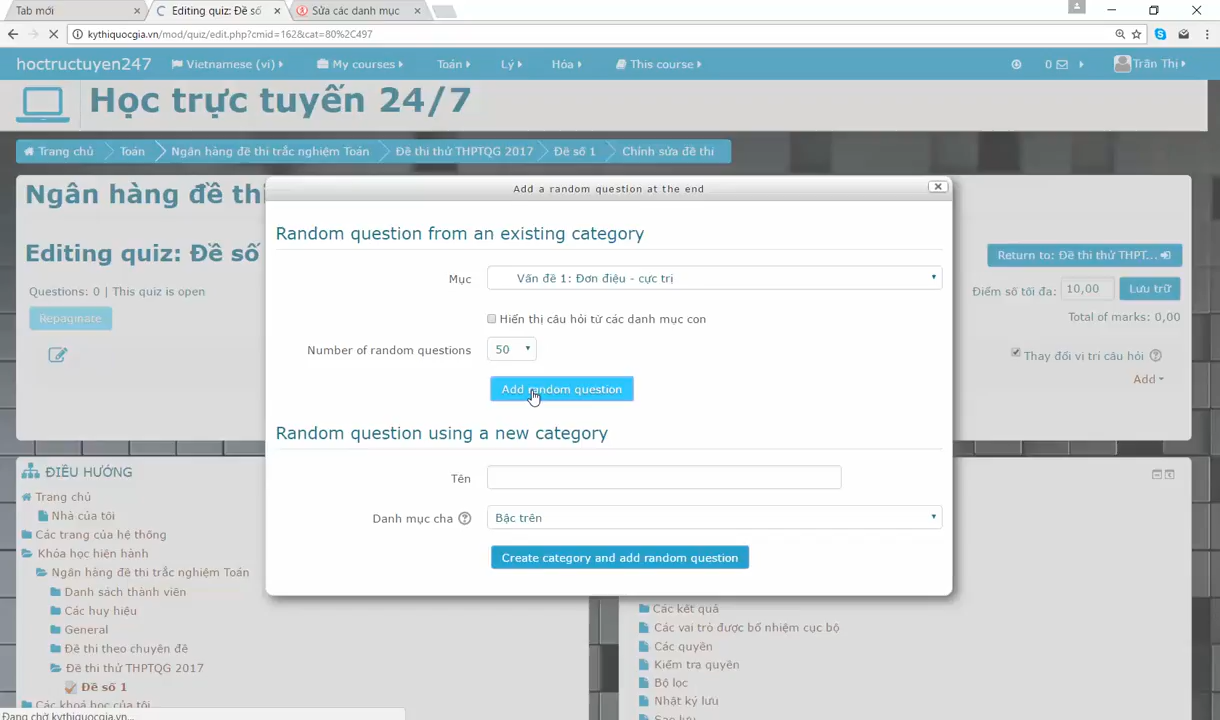 Tab mới
Editing quiz: Đề số
Sửa các danh mục
kythiquocgia.vn/mod/quiz/edit.php?cmid=162&cat=80%2C497
hoctructuyen247 Vietnamese (vi) My courses Toán Lý Hóa This course 0 Trần Thị
Học trực tuyến 24/7
Trang chủ Toán Ngân hàng đề thi trắc nghiệm Toán Đề thi thử THPTQG 2017 Đề số 1 Chỉnh sửa đề thi
Ngân hàng đề thi
Add a random question at the end
Random question from an existing category
Editing quiz: Đề số
Return to: Đề thi thử THPT...
Mục Vấn đề 1: Đơn điệu - cực trị
Questions: 0 | This quiz is open
Điểm số tối đa: 10,00 Lưu trữ
Repaginate
Hiển thị câu hỏi từ các danh mục con
Total of marks: 0,00
Number of random questions 50
Thay đổi vị trí câu hỏi
Add
Add random question
Random question using a new category
Tên
Danh mục cha Bậc trên
Create category and add random question
ĐIỀU HƯỚNG
Trang chủ
Nhà của tôi
Các trang của hệ thống
Khóa học hiện hành
Ngân hàng đề thi trắc nghiệm Toán
Danh sách thành viên
Các huy hiệu
General
Đề thi theo chuyên đề
Đề thi thử THPTQG 2017
Đề số 1
Các khoá học của tôi
Các kết quả
Các vai trò được bổ nhiệm cục bộ
Các quyền
Kiểm tra quyền
Bộ lọc
Nhật ký lưu
Sao lưu
Đang chờ kythiquocgia.vn...